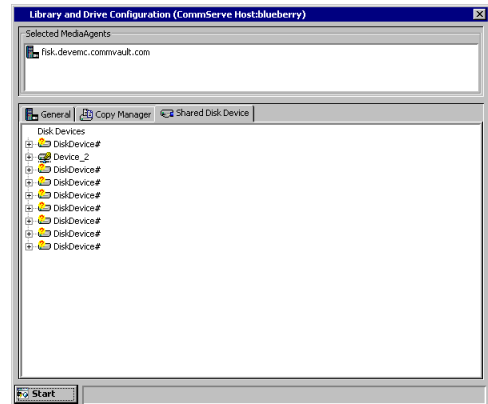 Library and Drive Configuration (CommServe Host:blueberry)
Selected MediaAgents
fisk.devemc.commvault.com
General Copy Manager Shared Disk Device
Disk Devices
DiskDevice#
Device_2
DiskDevice#
DiskDevice#
DiskDevice#
DiskDevice#
DiskDevice#
DiskDevice#
DiskDevice#
Start